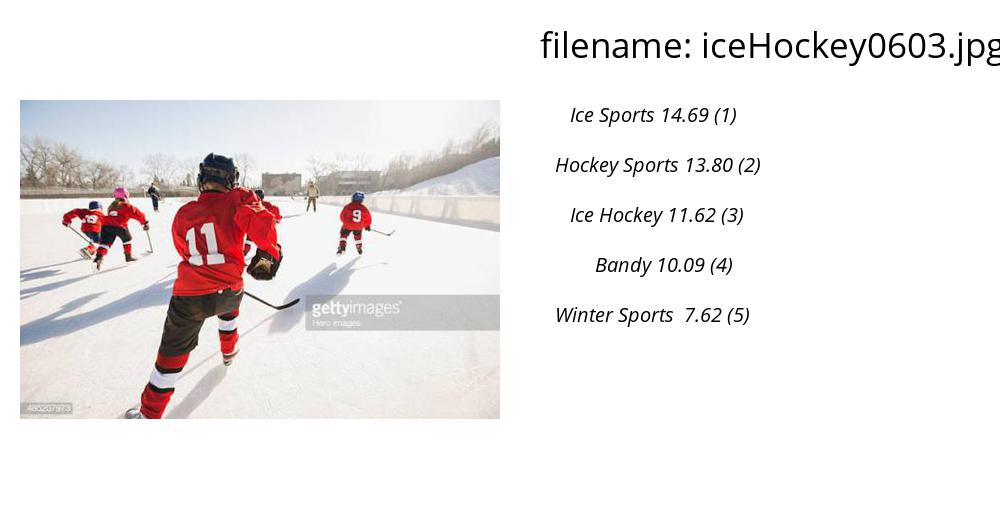 filename: iceHockey0603.jpg
Ice Sports 14.69 (1)
Hockey Sports 13.80 (2)
Ice Hockey 11.62 (3)
Bandy 10.09 (4)
Winter Sports 7.62 (5)
11
9
gettyimages®
Hero Images
485207973